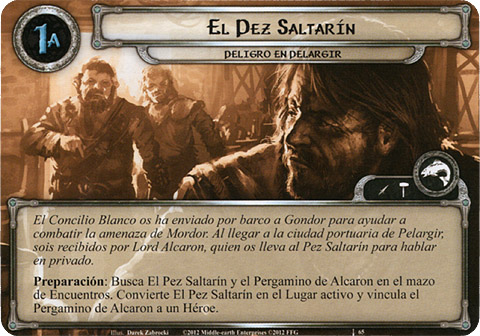 1A
EL PEZ SALTARÍN
PELIGRO EN PELARGIR
El Concilio Blanco os ha enviado por barco a Gondor para ayudar a
combatir la amenaza de Mordor. Al llegar a la ciudad portuaria de Pelargir,
sois recibidos por Lord Alcaron, quien os lleva al Pez Saltarín para hablar
en privado.
Preparación: Busca El Pez Saltarín y el Pergamino de Alcaron en el mazo
de Encuentros. Convierte El Pez Saltarín en el Lugar activo y vincula el
Pergamino de Alcaron a un Héroe.
Illus. Darek Zabrocki ©2012 Middle-earth Enterprises ©2012 FFG 65